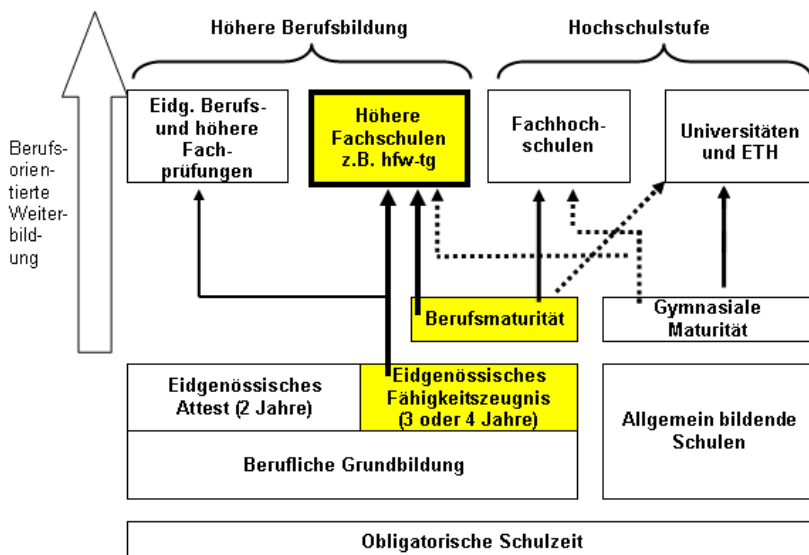 Höhere Berufsbildung
Hochschulstufe
Eidg. Berufs-
und höhere
Fach-
prüfungen
Höhere
Fachschulen
z.B. hfw-tg
Fachhoch-
schulen
Universitäten
und ETH
Berufs-
orien-
tierte
Weiter-
bild-
ung
Berufsmaturität
Gymnasiale
Maturität
Eidgenössisches
Attest (2 Jahre)
Eidgenössisches
Fähigkeitszeugnis
(3 oder 4 Jahre)
Allgemein bildende
Schulen
Berufliche Grundbildung
Obligatorische Schulzeit